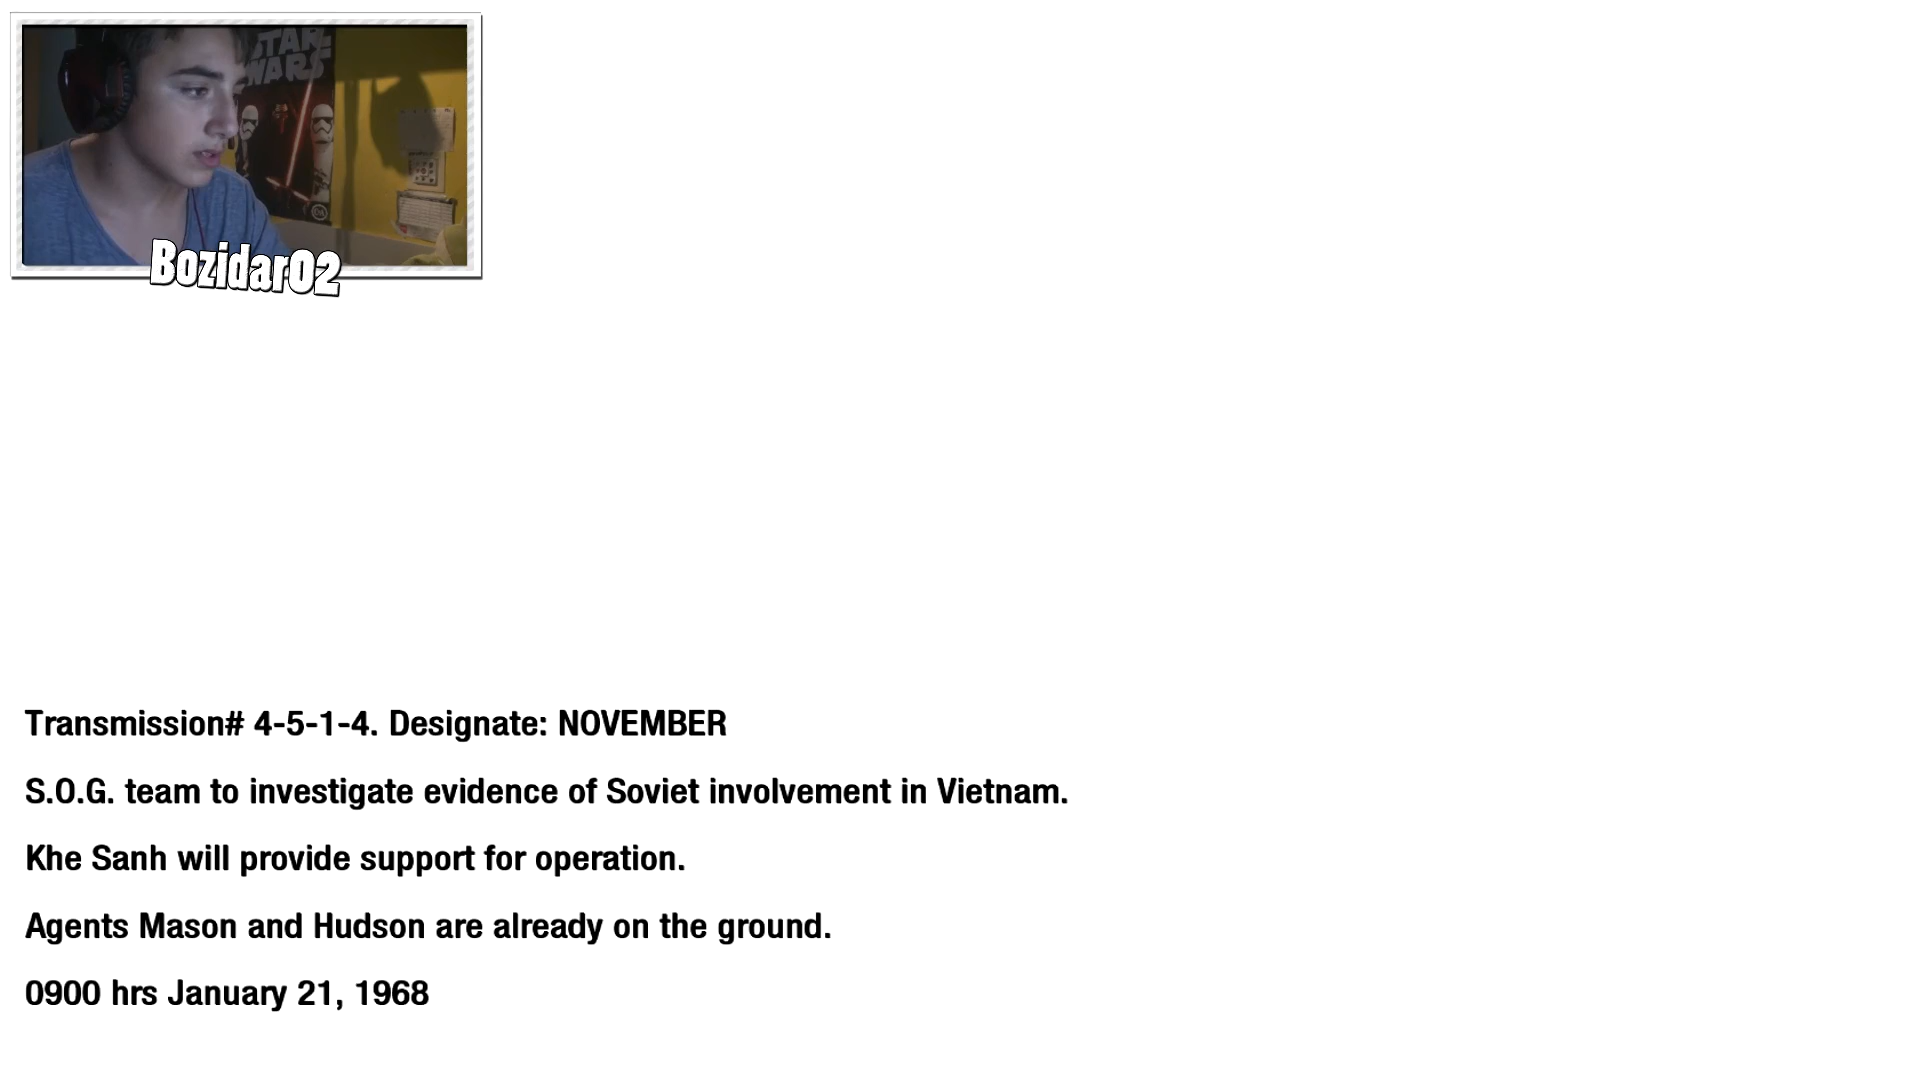 STAR
WARS
Bozidar02
Transmission# 4-5-1-4. Designate: NOVEMBER
S.O.G. team to investigate evidence of Soviet involvement in Vietnam.
Khe Sanh will provide support for operation.
Agents Mason and Hudson are already on the ground.
0900 hrs January 21, 1968